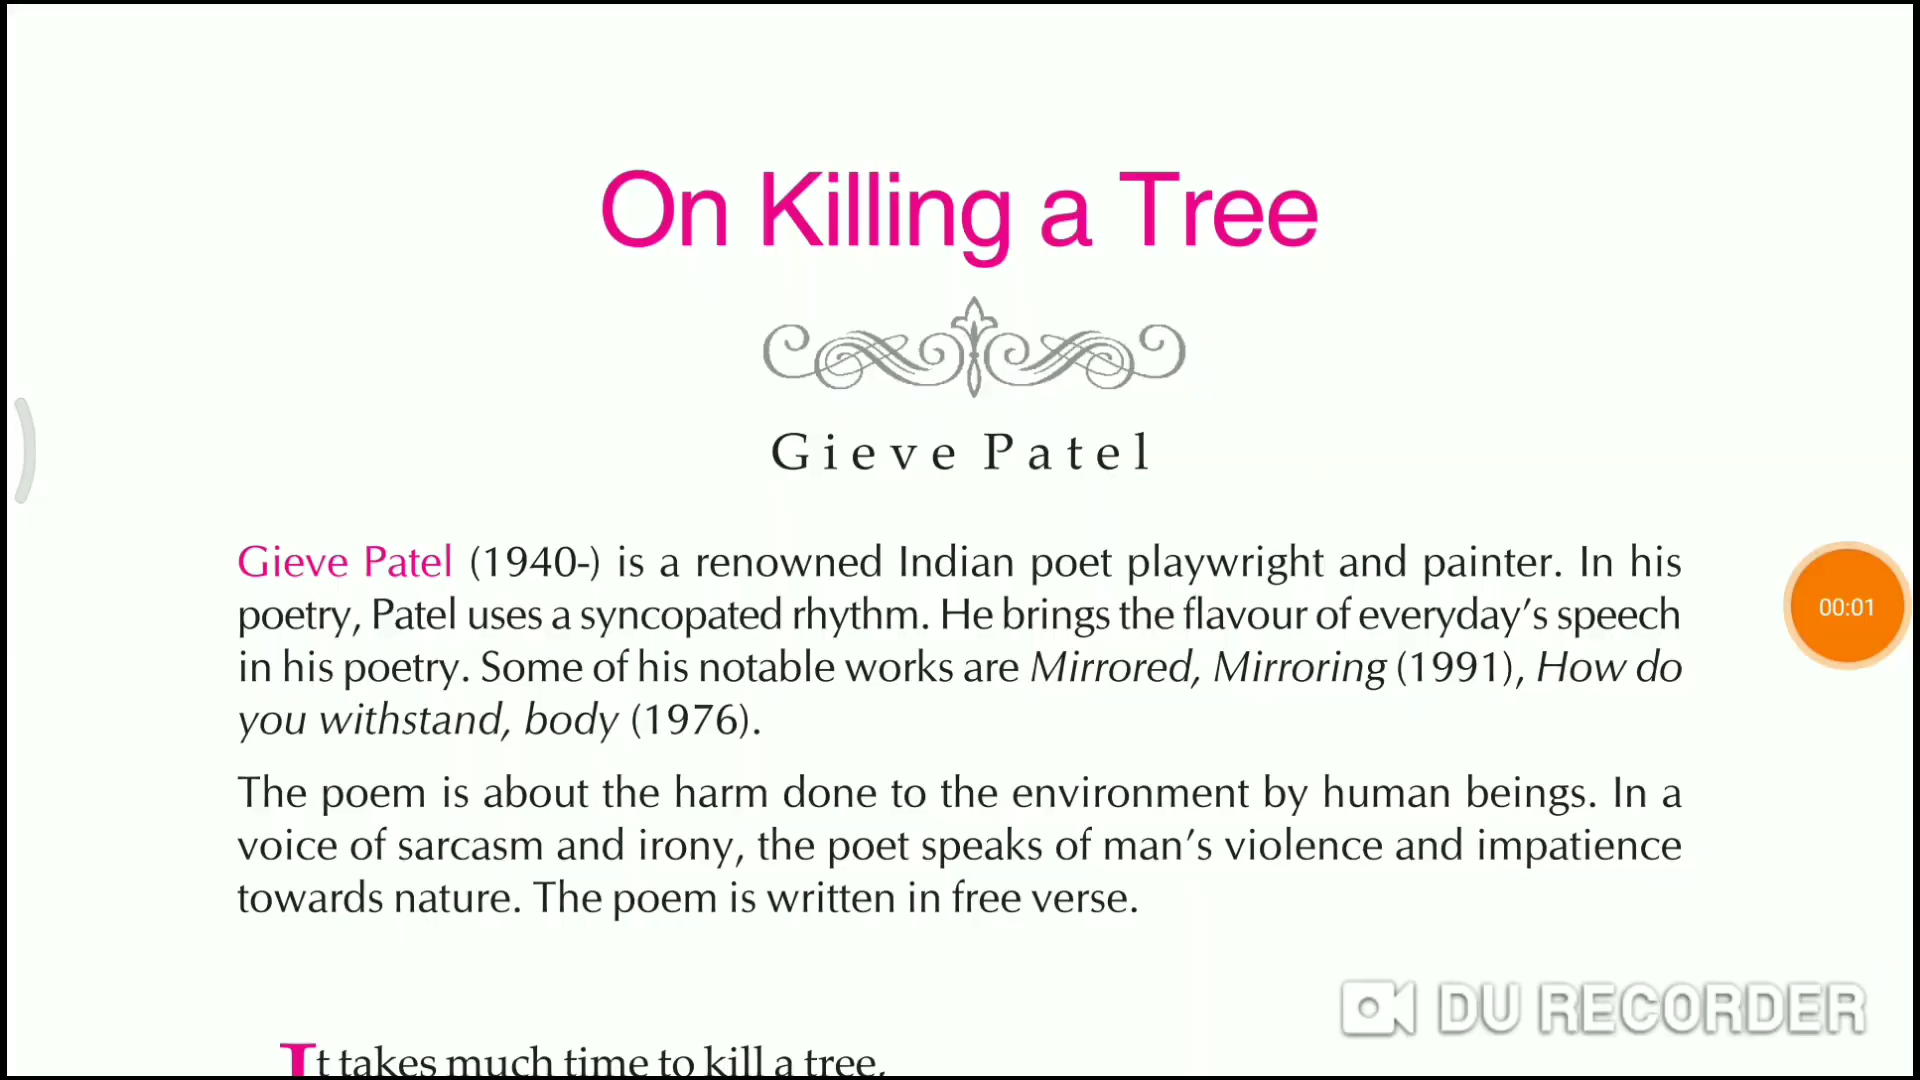 On Killing a Tree
Gieve Patel
Gieve Patel (1940-) is a renowned Indian poet playwright and painter. In his
poetry, Patel uses a syncopated rhythm. He brings the flavour of everyday’s speech
in his poetry. Some of his notable works are Mirrored, Mirroring (1991), How do
you withstand, body (1976).
00:01
The poem is about the harm done to the environment by human beings. In a
voice of sarcasm and irony, the poet speaks of man’s violence and impatience
towards nature. The poem is written in free verse.
DU RECORDER
It takes much time to kill a tree,